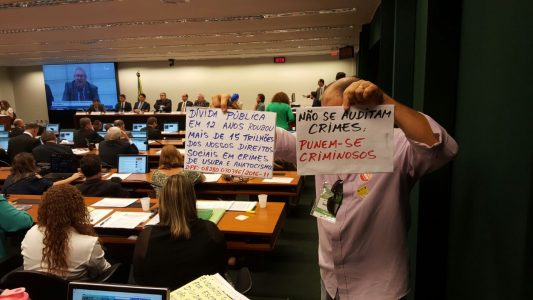 DÍVIDA PÚBLICA
EM 12 ANOS ROUBOU
MAIS DE 15 TRILHÕES
DOS NOSSOS DIREITO
SOCIAIS EM CRIMES
DE USURA E ANATOCISMO
NÃO SE AUDITAM
CRIMES.
PUNEM-SE
CRIMINOSOS